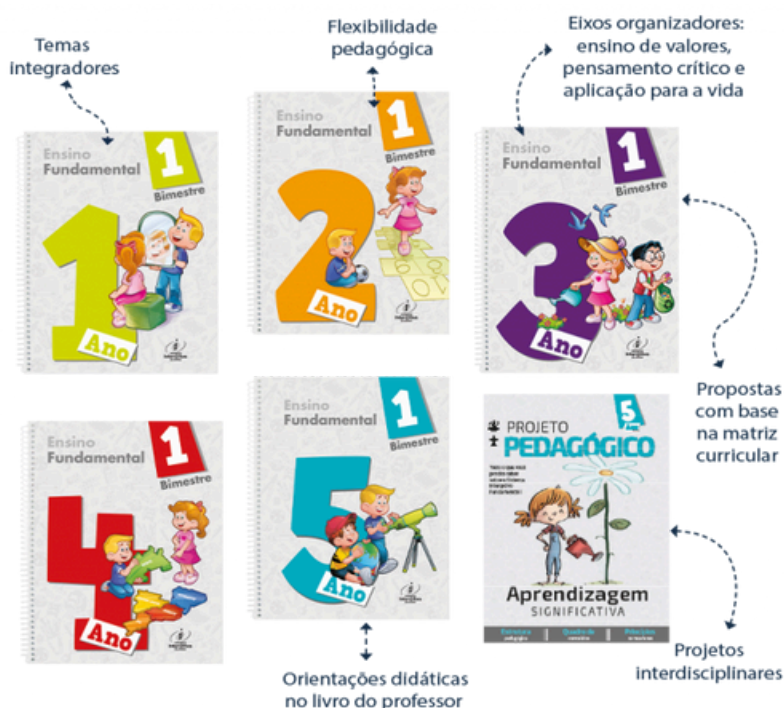 Temas
integradores
Flexibilidade
pedagógica
Eixos organizadores:
ensino de valores,
pensamento crítico e
aplicação para a vida
Ensino
Fundamental
1
Bimestre
1
Ano
Ensino
Fundamental
1
Bimestre
2
Ano
Ensino
Fundamental
1
Bimestre
3
Ano
Propostas
com base
na matriz
curricular
Ensino
Fundamental
1
Bimestre
4
Ano
Ensino
Fundamental
1
Bimestre
5
Ano
5
PROJETO
PEDAGÓGICO
Aprendizagem
SIGNIFICATIVA
Projetos
interdisciplinares
Orientações didáticas
no livro do professor